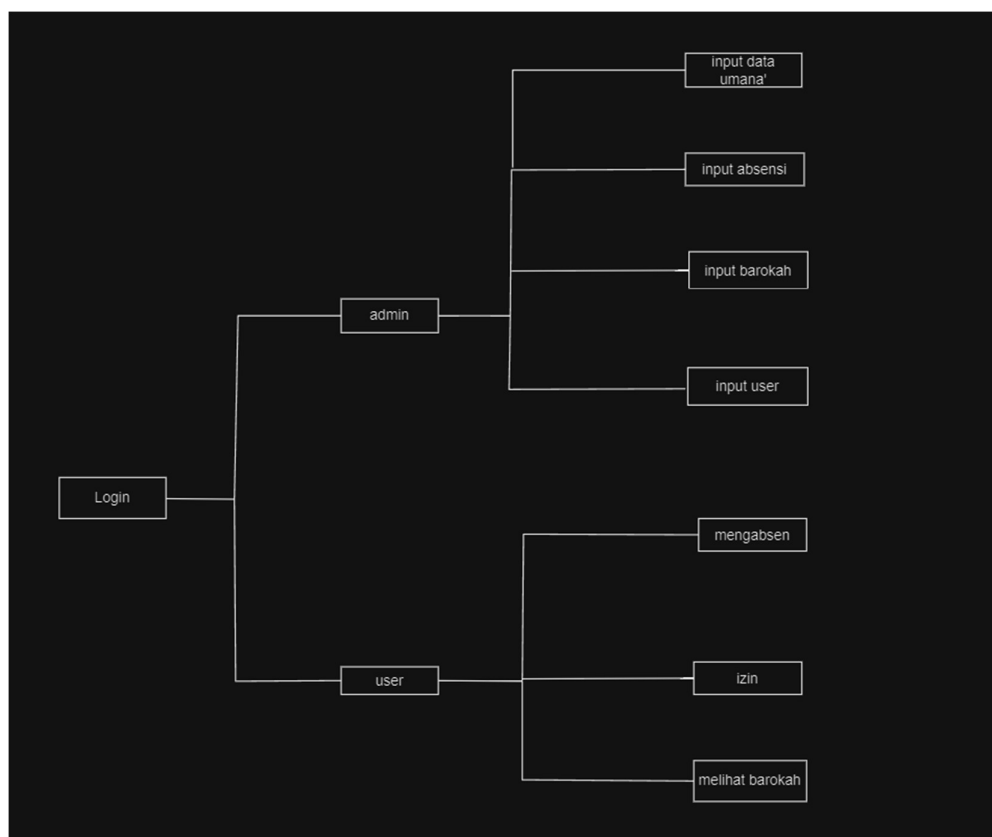 input data
umana'
input absensi
input barokah
admin
input user
Login
mengabsen
user
izin
melihat barokah